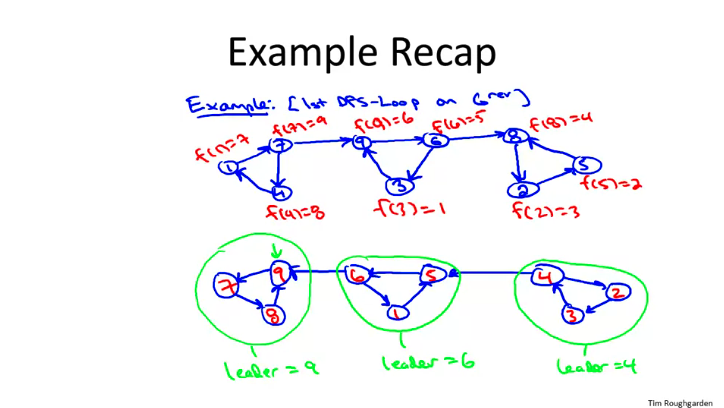 Example Recap
Example: [1st DFS-Loop on G^rev]
f(7)=9 f(9)=6 f(6)=5 f(8)=4
f(1)=7
7 9 6 8
1 3 5
4 2
f(5)=2
f(4)=8 f(3)=1 f(2)=3
9 6 5 4
7 2
8 1 3
leader = 9 leader = 6 leader = 4
Tim Roughgarden